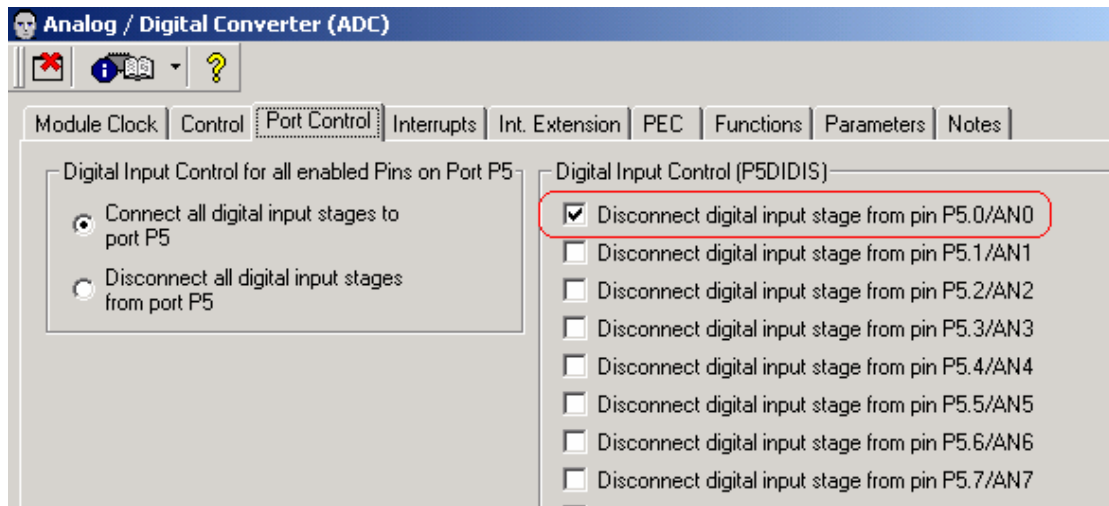 Analog / Digital Converter (ADC)
Module Clock Control Port Control Interrupts Int. Extension PEC Functions Parameters Notes
Digital Input Control for all enabled Pins on Port P5
Connect all digital input stages to
port P5
Disconnect all digital input stages
from port P5
Digital Input Control (P5DIDIS)
Disconnect digital input stage from pin P5.0/AN0
Disconnect digital input stage from pin P5.1/AN1
Disconnect digital input stage from pin P5.2/AN2
Disconnect digital input stage from pin P5.3/AN3
Disconnect digital input stage from pin P5.4/AN4
Disconnect digital input stage from pin P5.5/AN5
Disconnect digital input stage from pin P5.6/AN6
Disconnect digital input stage from pin P5.7/AN7